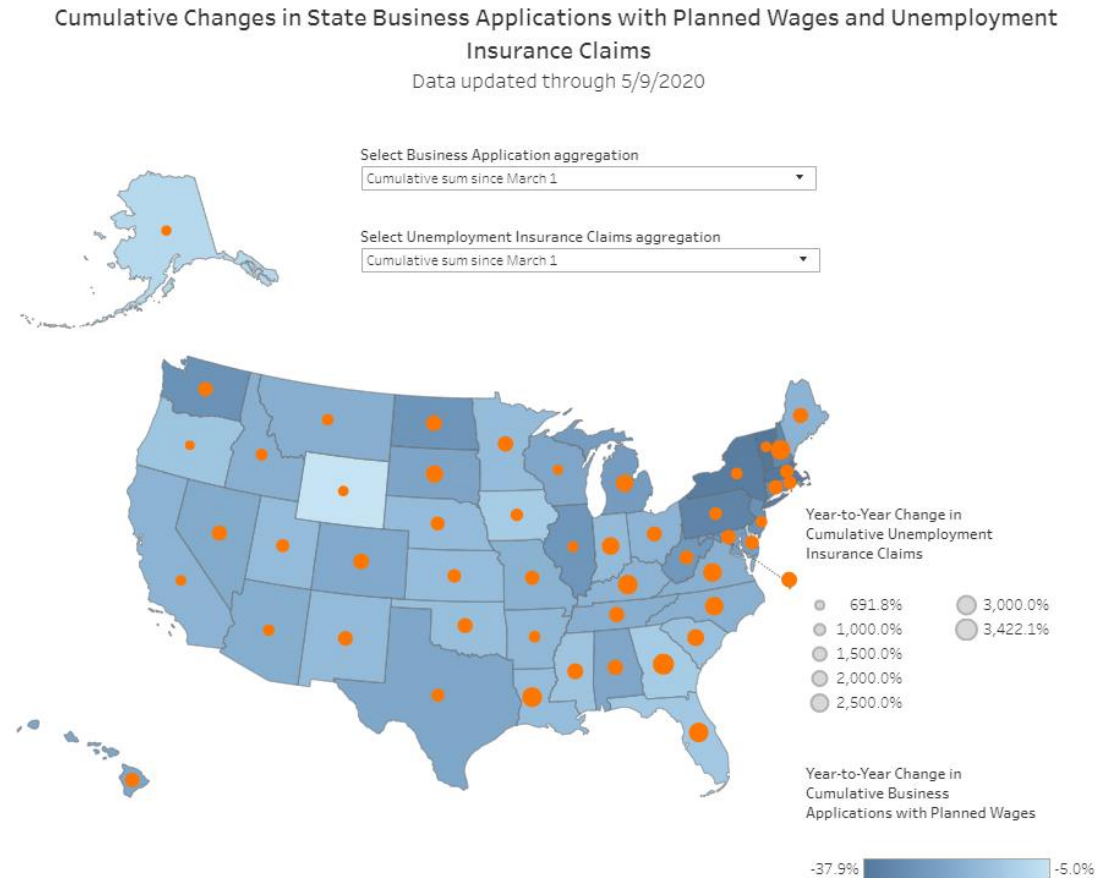 Cumulative Changes in State Business Applications with Planned Wages and Unemployment
Insurance Claims
Data updated through 5/9/2020
Select Business Application aggregation
Cumulative sum since March 1
Select Unemployment Insurance Claims aggregation
Cumulative sum since March 1
Year-to-Year Change in
Cumulative Unemployment
Insurance Claims
691.8%
1,000.0%
1,500.0%
2,000.0%
2,500.0%
3,000.0%
3,422.1%
Year-to-Year Change in
Cumulative Business
Applications with Planned Wages
-37.9%
-5.0%